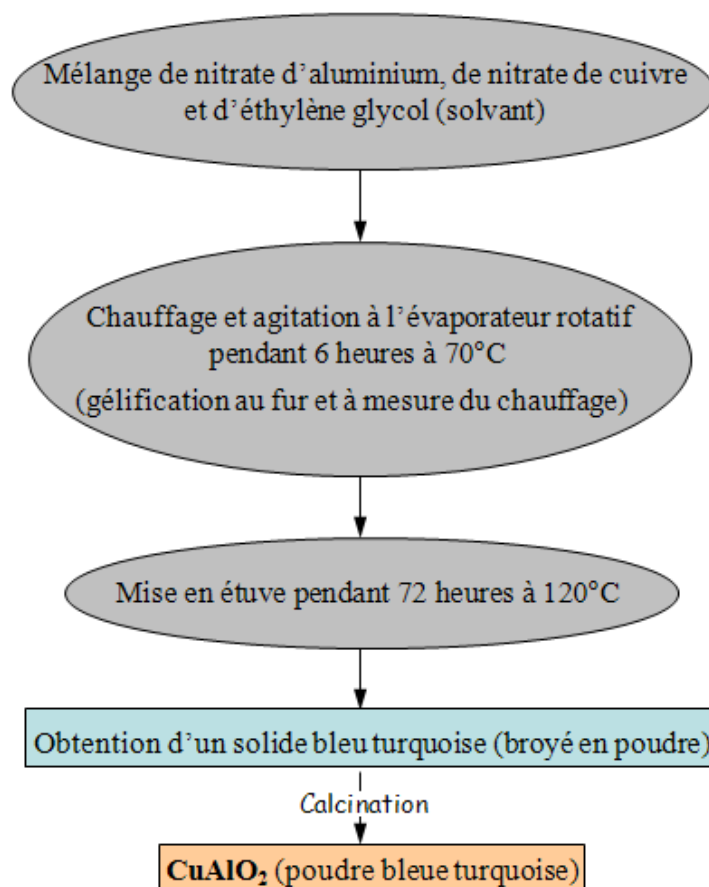 Mélange de nitrate d'aluminium, de nitrate de cuivre
et d'éthylène glycol (solvant)
Chauffage et agitation à l'évaporateur rotatif
pendant 6 heures à 70°C
(gélification au fur et à mesure du chauffage)
Mise en étuve pendant 72 heures à 120°C
Obtention d'un solide bleu turquoise (broyé en poudre)
Calcination
CuAlO₂ (poudre bleue turquoise)